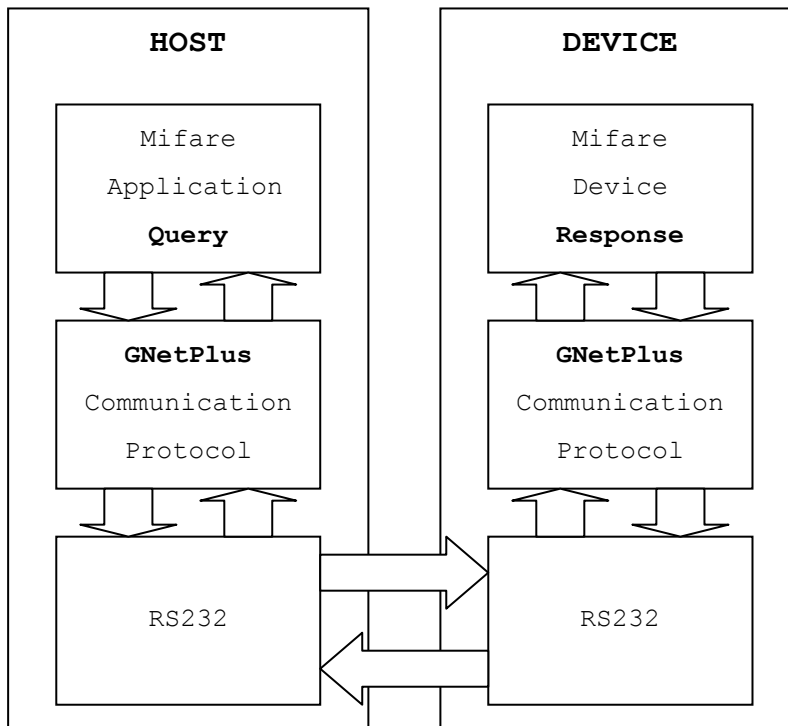 HOST
Mifare
Application
Query
GNetPlus
Communication
Protocol
RS232
DEVICE
Mifare
Device
Response
GNetPlus
Communication
Protocol
RS232